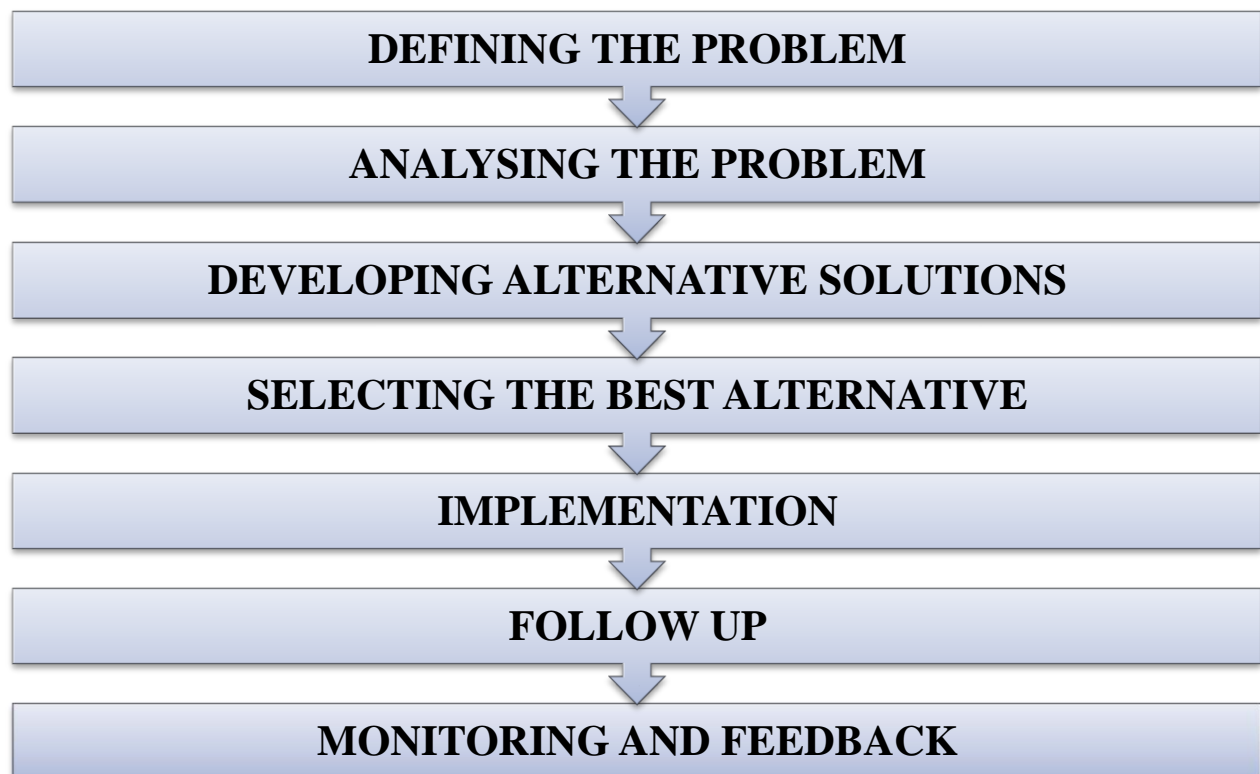 DEFINING THE PROBLEM
ANALYSING THE PROBLEM
DEVELOPING ALTERNATIVE SOLUTIONS
SELECTING THE BEST ALTERNATIVE
IMPLEMENTATION
FOLLOW UP
MONITORING AND FEEDBACK